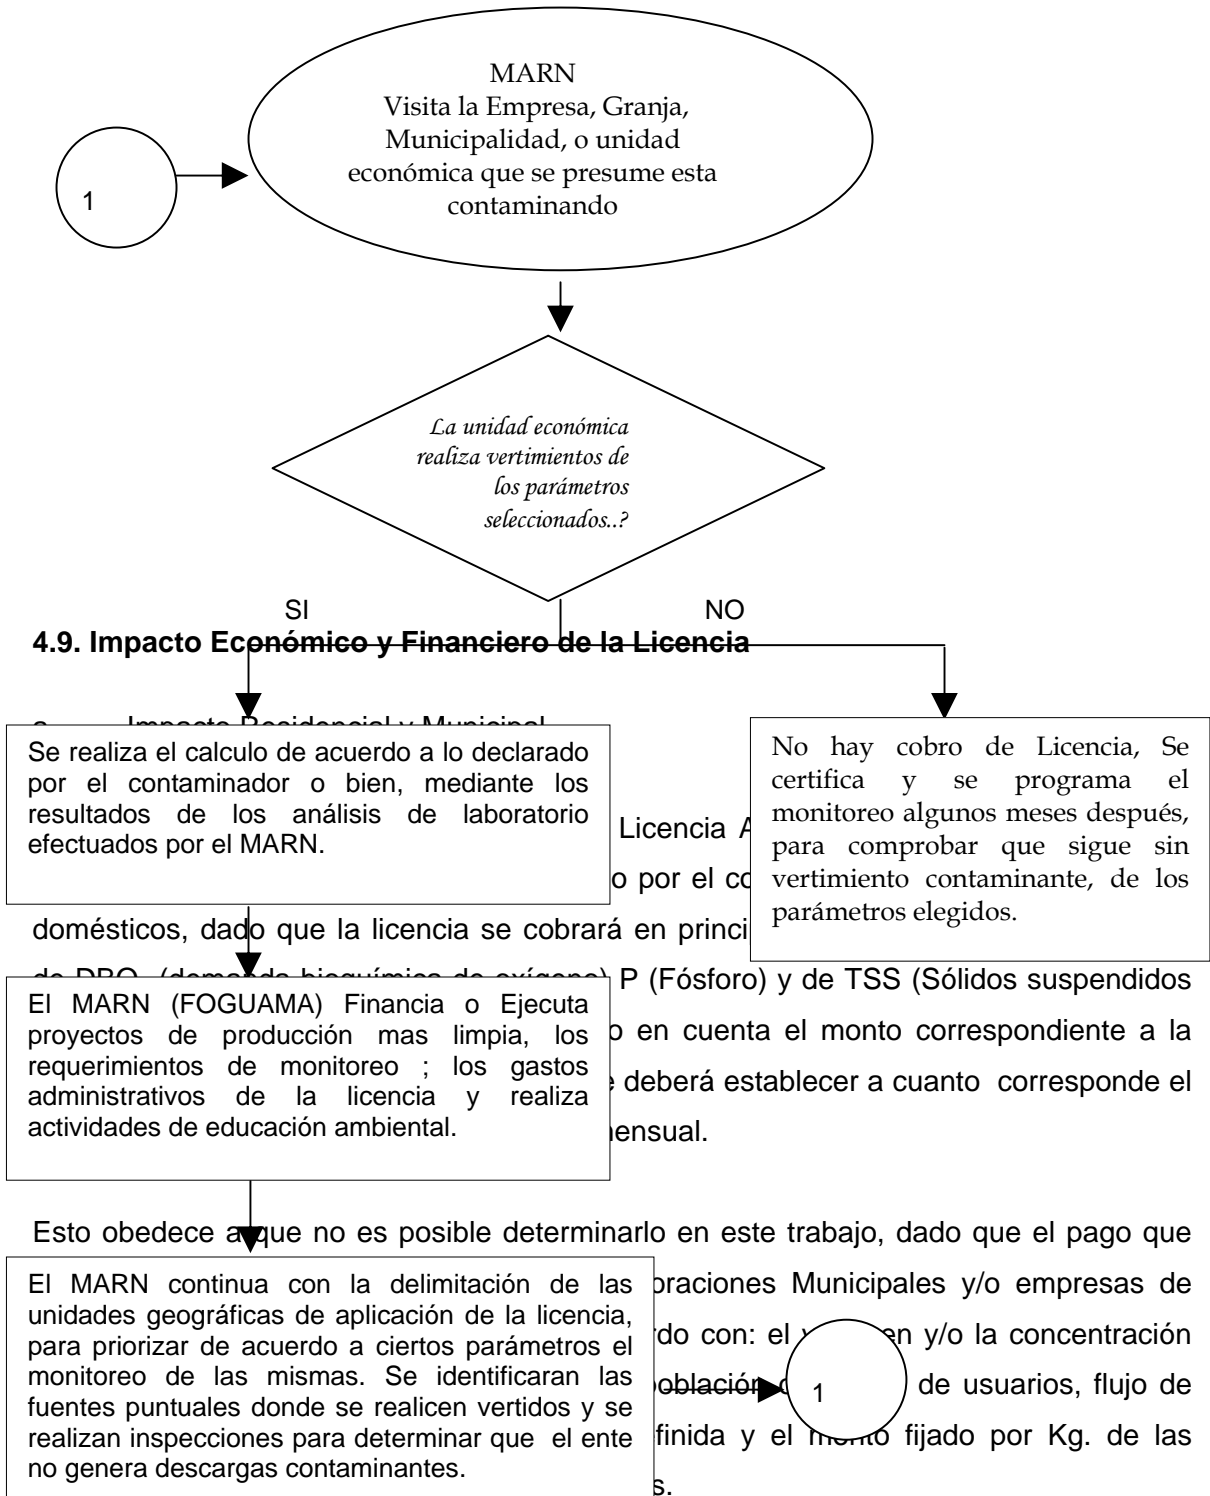 MARN
Visita la Empresa, Granja,
Municipalidad, o unidad
económica que se presume esta
contaminando
1
La unidad económica
realiza vertimientos de
los parámetros
seleccionados..?
SI NO
4.9. Impacto Económico y Financiero de la Licencia
Impacto Residencial y Municipal
Se realiza el calculo de acuerdo a lo declarado
por el contaminador o bien, mediante los
resultados de los análisis de laboratorio
efectuados por el MARN.
No hay cobro de Licencia, Se
certifica y se programa el
monitoreo algunos meses después,
para comprobar que sigue sin
vertimiento contaminante, de los
parámetros elegidos.
Licencia
o por el
domésticos, dado que la licencia se cobrará en
de DBO (demanda bioquímica de oxígeno) P (Fósforo) y de TSS (Sólidos suspendidos
El MARN (FOGUAMA) Financia o Ejecuta
proyectos de producción mas limpia, los
requerimientos de monitoreo ; los gastos
administrativos de la licencia y realiza
actividades de educación ambiental.
o en cuenta el monto correspondiente a la
deberá establecer a cuanto corresponde el
Esto obedece a que no es posible determinarlo en este trabajo, dado que el pago que
El MARN continua con la delimitación de las
unidades geográficas de aplicación de la licencia,
para priorizar de acuerdo a ciertos parámetros el
monitoreo de las mismas. Se identificaran las
fuentes puntuales donde se realicen vertidos y se
realizan inspecciones para determinar que el ente
no genera descargas contaminantes.
Municipales y/o empresas de
con: el y/o la concentración
población de usuarios, flujo de
y el monto fijado por Kg. de las
1